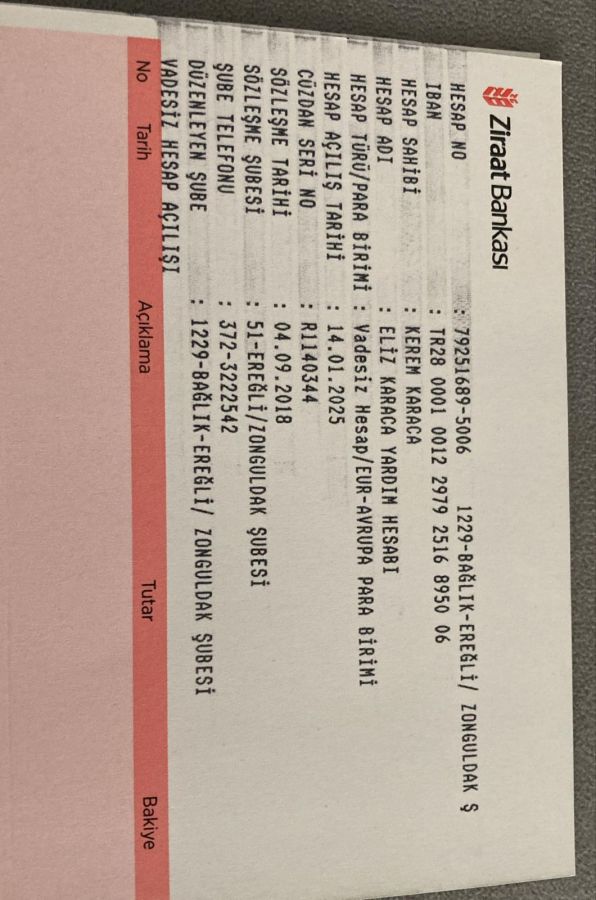 Ziraat Bankası
HESAP NO : 79251689-5006 1229-BAĞLIK-EREĞLİ/ ZONGULDAK Ş
IBAN : TR28 0001 0012 2979 2516 8950 06
HESAP SAHİBİ : KEREM KARACA
HESAP ADI : ELİZ KARACA YARDIM HESABI
HESAP TÜRÜ/PARA BİRİMİ : Vadesiz Hesap/EUR-AVRUPA PARA BİRİMİ
HESAP AÇILIŞ TARİHİ : 14.01.2025
CÜZDAN SERİ NO : R1140344
SÖZLEŞME TARİHİ : 04.09.2018
SÖZLEŞME ŞUBESİ : 51-EREĞLİ/ZONGULDAK ŞUBESİ
ŞUBE TELEFONU : 372-3222542
DÜZENLEYEN ŞUBE : 1229-BAĞLIK-EREĞLİ/ ZONGULDAK ŞUBESİ
VADESİZ HESAP AÇILIŞI
No Tarih Açıklama Tutar Bakiye